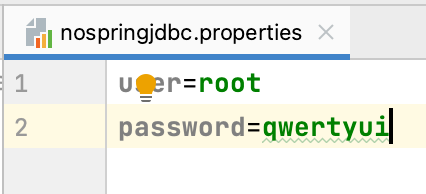 nospringjdbc.properties
1 user=root
2 password=qwertyui